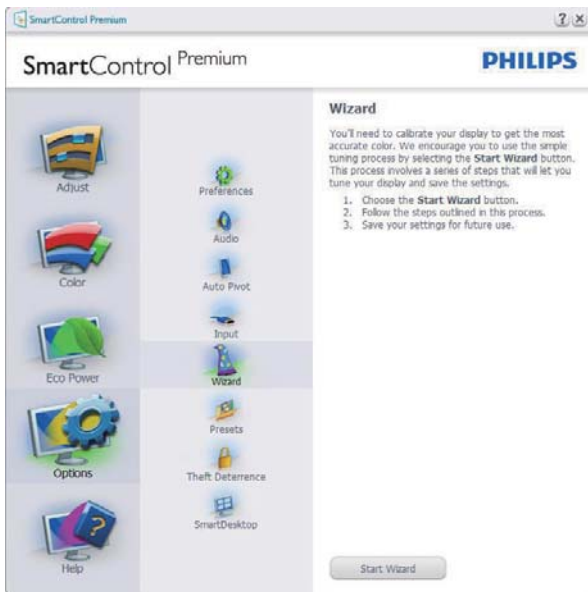 SmartControl Premium
SmartControl Premium
PHILIPS
Adjust
Color
Eco Power
Options
Help
Preferences
Audio
Auto Pivot
Input
Wizard
Presets
Theft Deterrence
SmartDesktop
Wizard
You'll need to calibrate your display to get the most
accurate color. We encourage you to use the simple
tuning process by selecting the Start Wizard button.
This process involves a series of steps that will let you
tune your display and save the settings.
1. Choose the Start Wizard button.
2. Follow the steps outlined in this process.
3. Save your settings for future use.
Start Wizard